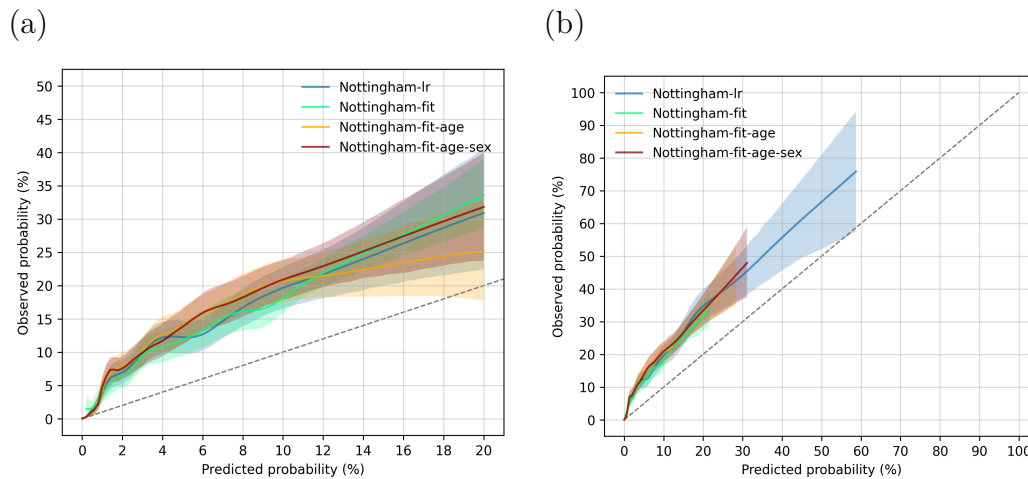 (a)
Observed probability (%)
50
45
40
35
30
25
20
15
10
5
0
Nottingham-lr
Nottingham-fit
Nottingham-fit-age
Nottingham-fit-age-sex
0 2 4 6 8 10 12 14 16 18 20
Predicted probability (%)
(b)
Observed probability (%)
100
90
80
70
60
50
40
30
20
10
0
Nottingham-lr
Nottingham-fit
Nottingham-fit-age
Nottingham-fit-age-sex
0 10 20 30 40 50 60 70 80 90 100
Predicted probability (%)